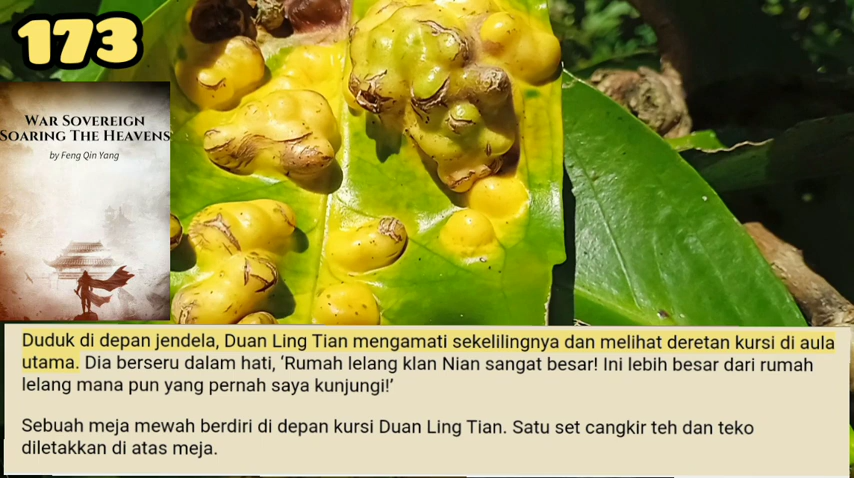 173
WAR SOVEREIGN
SOARING THE HEAVENS
by Feng Qin Yang
Duduk di depan jendela, Duan Ling Tian mengamati sekelilingnya dan melihat deretan kursi di aula
utama. Dia berseru dalam hati, ‘Rumah lelang klan Nian sangat besar! Ini lebih besar dari rumah
lelang mana pun yang pernah saya kunjungi!’
Sebuah meja mewah berdiri di depan kursi Duan Ling Tian. Satu set cangkir teh dan teko
diletakkan di atas meja.